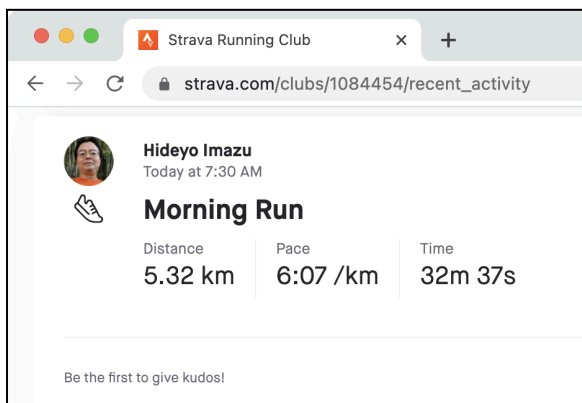 Strava Running Club
strava.com/clubs/1084454/recent_activity
Hideyo Imazu
Today at 7:30 AM
Morning Run
Distance Pace Time
5.32 km 6:07 /km 32m 37s
Be the first to give kudos!